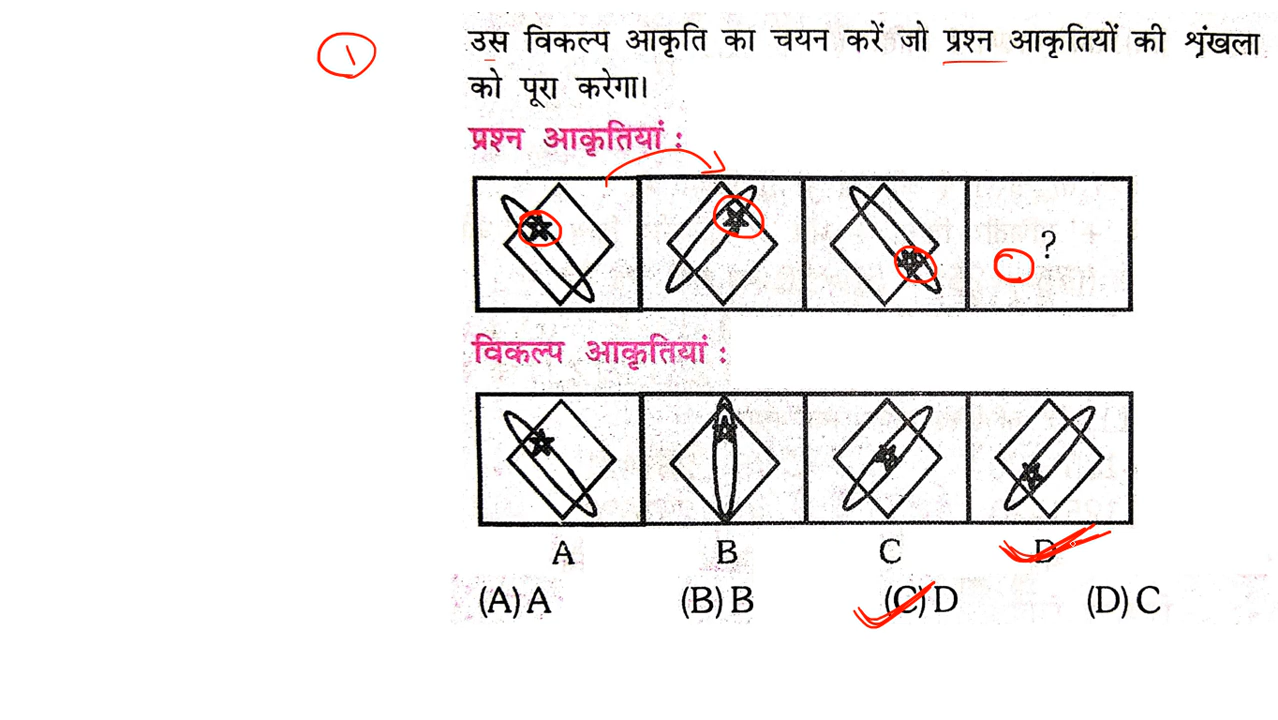 1
उस विकल्प आकृति का चयन करें जो प्रश्न आकृतियों की शृंखला
को पूरा करेगा।
प्रश्न आकृतियां :
?
विकल्प आकृतियां :
A B C D
(A) A (B) B (C) D (D) C